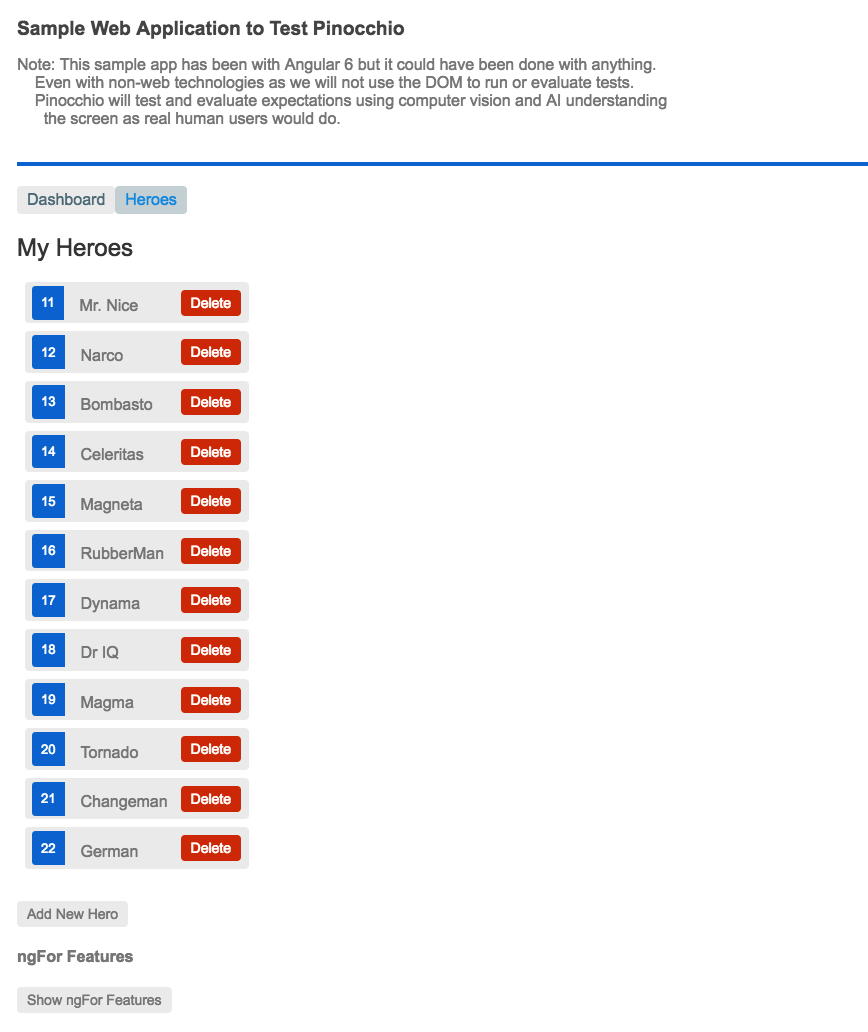 Sample Web Application to Test Pinocchio
Note: This sample app has been with Angular 6 but it could have been done with anything.
Even with non-web technologies as we will not use the DOM to run or evaluate tests.
Pinocchio will test and evaluate expectations using computer vision and AI understanding
the screen as real human users would do.
Dashboard Heroes
My Heroes
11 Mr. Nice Delete
12 Narco Delete
13 Bombasto Delete
14 Celeritas Delete
15 Magneta Delete
16 RubberMan Delete
17 Dynama Delete
18 Dr IQ Delete
19 Magma Delete
20 Tornado Delete
21 Changeman Delete
22 German Delete
Add New Hero
ngFor Features
Show ngFor Features